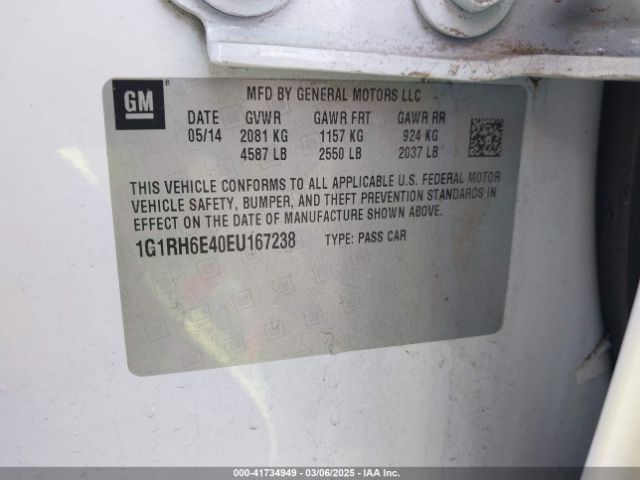 GM
MFD BY GENERAL MOTORS LLC
DATE GVWR GAWR FRT GAWR RR
05/14 2081 KG 1157 KG 924 KG
4587 LB 2550 LB 2037 LB
THIS VEHICLE CONFORMS TO ALL APPLICABLE U.S. FEDERAL MOTOR
VEHICLE SAFETY, BUMPER, AND THEFT PREVENTION STANDARDS IN
EFFECT ON THE DATE OF MANUFACTURE SHOWN ABOVE.
1G1RH6E40EU167238 TYPE: PASS CAR
000-41734949 - 03/06/2025 - IAA Inc.